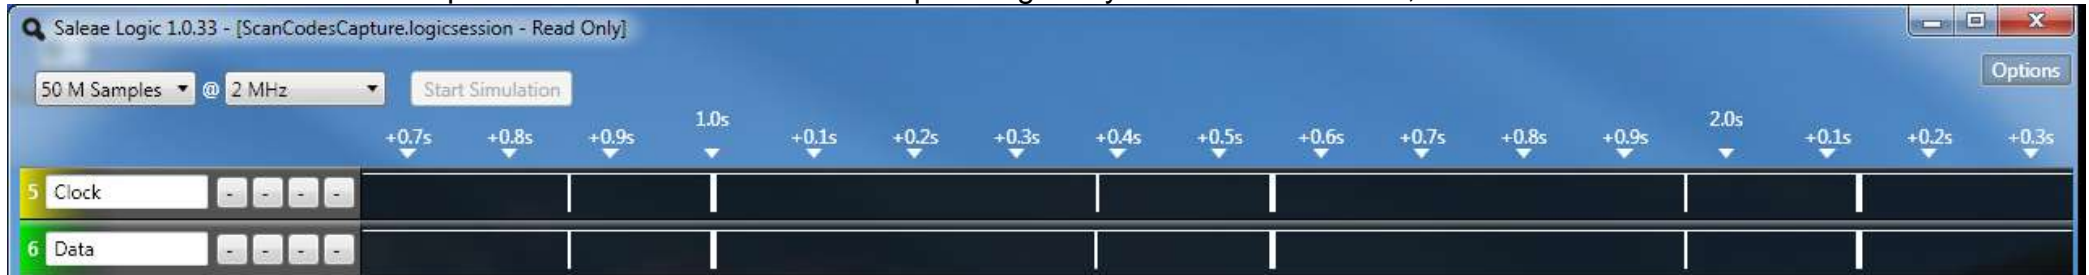 Saleae Logic 1.0.33 - [ScanCodesCapture.logicsession - Read Only]
Options
50 M Samples @ 2 MHz Start Simulation
+0.7s +0.8s +0.9s 1.0s +0.1s +0.2s +0.3s +0.4s +0.5s +0.6s +0.7s +0.8s +0.9s 2.0s +0.1s +0.2s +0.3s
5 Clock - - - -
6 Data - - - -